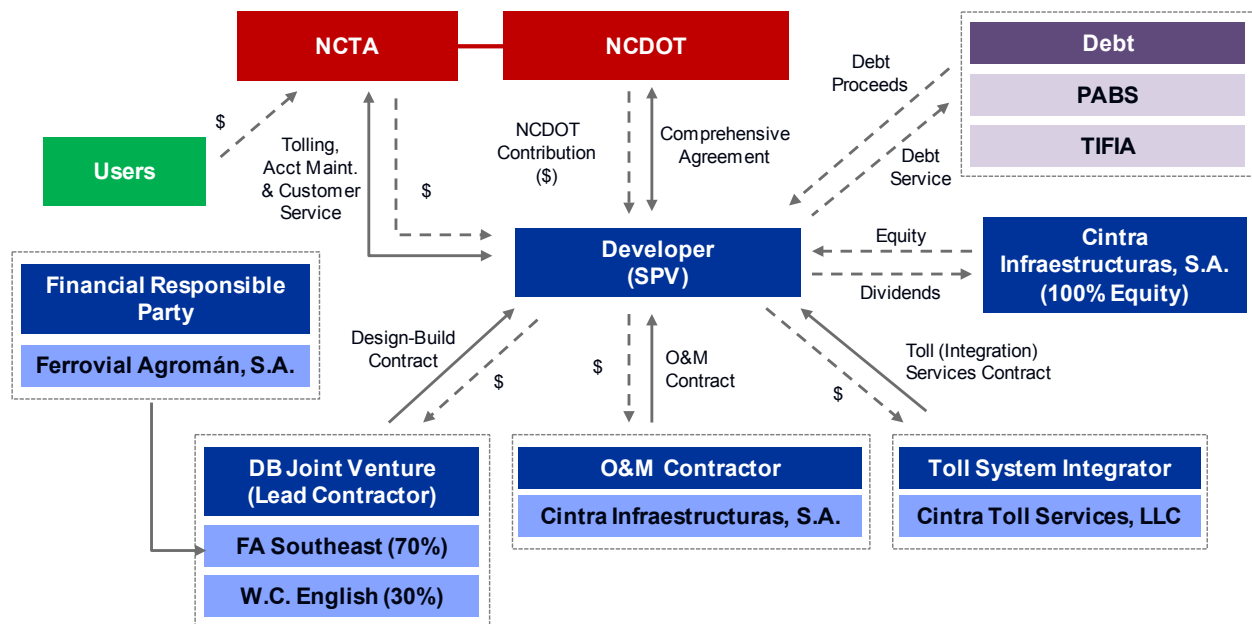 NCTA
NCDOT
Debt
PABS
TIFIA
Debt
Proceeds
Debt
Service
$
Users
Tolling,
Acct Maint.
& Customer
Service
$
NCDOT
Contribution
($)
Comprehensive
Agreement
Developer
(SPV)
Equity
Dividends
Cintra
Infraestructuras, S.A.
(100% Equity)
Financial Responsible
Party
Ferrovial Agromán, S.A.
Design-Build
Contract
$
$
O&M
Contract
Toll (Integration)
Services Contract
$
DB Joint Venture
(Lead Contractor)
FA Southeast (70%)
W.C. English (30%)
O&M Contractor
Cintra Infraestructuras, S.A.
Toll System Integrator
Cintra Toll Services, LLC